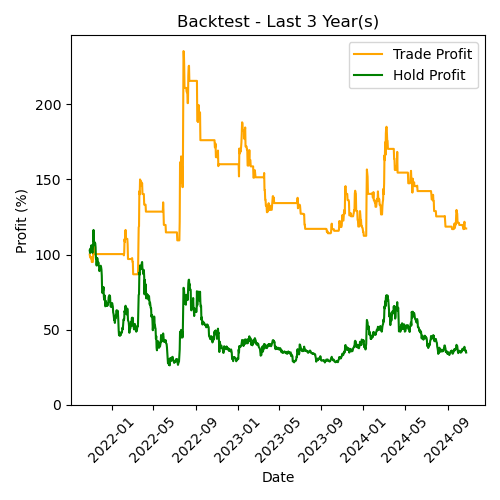 Backtest - Last 3 Year(s)
Trade Profit
Hold Profit
Profit (%)
200
150
100
50
0
2022-01
2022-05
2022-09
2023-01
2023-05
2023-09
2024-01
2024-05
2024-09
Date